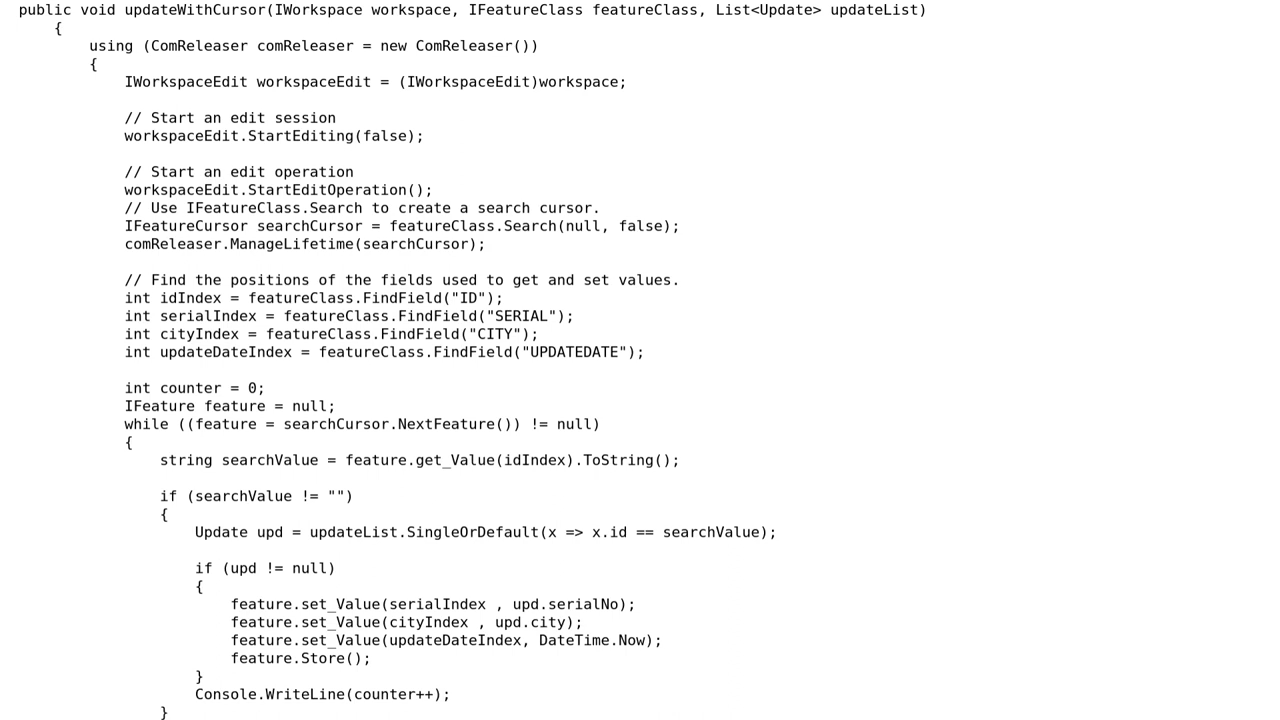 public void updateWithCursor(IWorkspace workspace, IFeatureClass featureClass, List<Update> updateList)
    {
        using (ComReleaser comReleaser = new ComReleaser())
        {
            IWorkspaceEdit workspaceEdit = (IWorkspaceEdit)workspace;

            // Start an edit session
            workspaceEdit.StartEditing(false);

            // Start an edit operation
            workspaceEdit.StartEditOperation();
            // Use IFeatureClass.Search to create a search cursor.
            IFeatureCursor searchCursor = featureClass.Search(null, false);
            comReleaser.ManageLifetime(searchCursor);

            // Find the positions of the fields used to get and set values.
            int idIndex = featureClass.FindField("ID");
            int serialIndex = featureClass.FindField("SERIAL");
            int cityIndex = featureClass.FindField("CITY");
            int updateDateIndex = featureClass.FindField("UPDATEDATE");

            int counter = 0;
            IFeature feature = null;
            while ((feature = searchCursor.NextFeature()) != null)
            {
                string searchValue = feature.get_Value(idIndex).ToString();

                if (searchValue != "")
                {
                    Update upd = updateList.SingleOrDefault(x => x.id == searchValue);

                    if (upd != null)
                    {
                        feature.set_Value(serialIndex , upd.serialNo);
                        feature.set_Value(cityIndex , upd.city);
                        feature.set_Value(updateDateIndex, DateTime.Now);
                        feature.Store();
                    }
                    Console.WriteLine(counter++);
                }